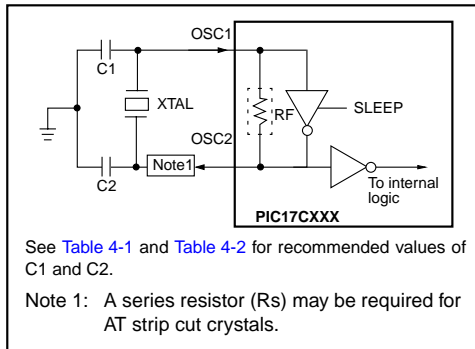 OSC1
C1
XTAL
RF
SLEEP
OSC2
Note1
C2
To internal
logic
PIC17CXXX
See Table 4-1 and Table 4-2 for recommended values of
C1 and C2.
Note 1: A series resistor (Rs) may be required for
AT strip cut crystals.